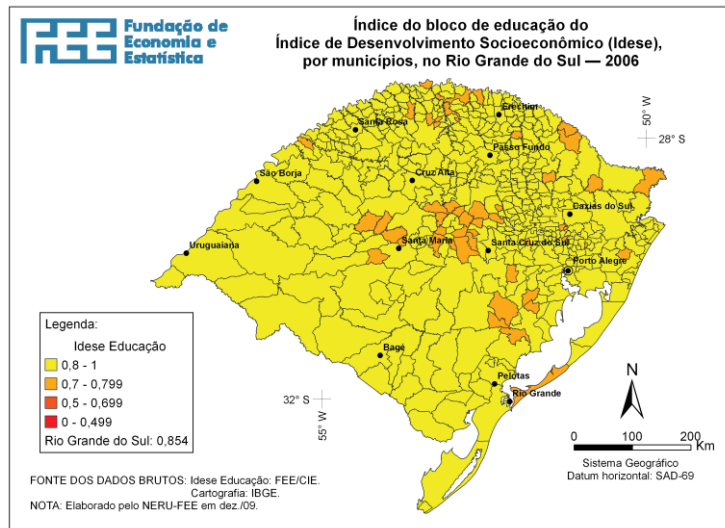 FEE
Fundação de
Economia e
Estatística
Índice do bloco de educação do
Índice de Desenvolvimento Socioeconômico (Idese),
por municípios, no Rio Grande do Sul — 2006
50° W
28° S
Erechim
Santa Rosa
Passo Fundo
São Borja
Cruz Alta
Caxias do Sul
Uruguaiana
Santa Maria
Santa Cruz do Sul
Porto Alegre
Bagé
Pelotas
Rio Grande
32° S
55° W
Legenda:
Idese Educação
0,8 - 1
0,7 - 0,799
0,5 - 0,699
0 - 0,499
Rio Grande do Sul: 0,854
N
0 100 200
Km
Sistema Geográfico
Datum horizontal: SAD-69
FONTE DOS DADOS BRUTOS: Idese Educação: FEE/CIE.
Cartografia: IBGE.
NOTA: Elaborado pelo NERU-FEE em dez./09.